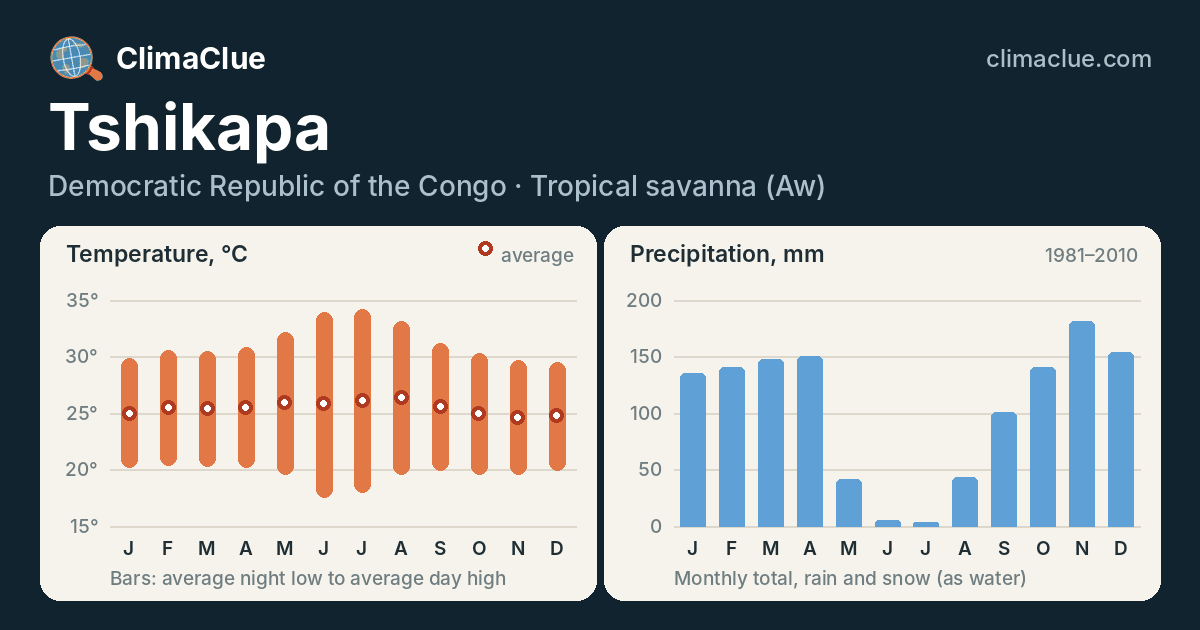 ClimaClue
climaclue.com
Tshikapa
Democratic Republic of the Congo · Tropical savanna (Aw)
Temperature, °C
average
35°
30°
25°
20°
15°
J F M A M J J A S O N D
Bars: average night low to average day high
Precipitation, mm
1981–2010
200
150
100
50
0
J F M A M J J A S O N D
Monthly total, rain and snow (as water)